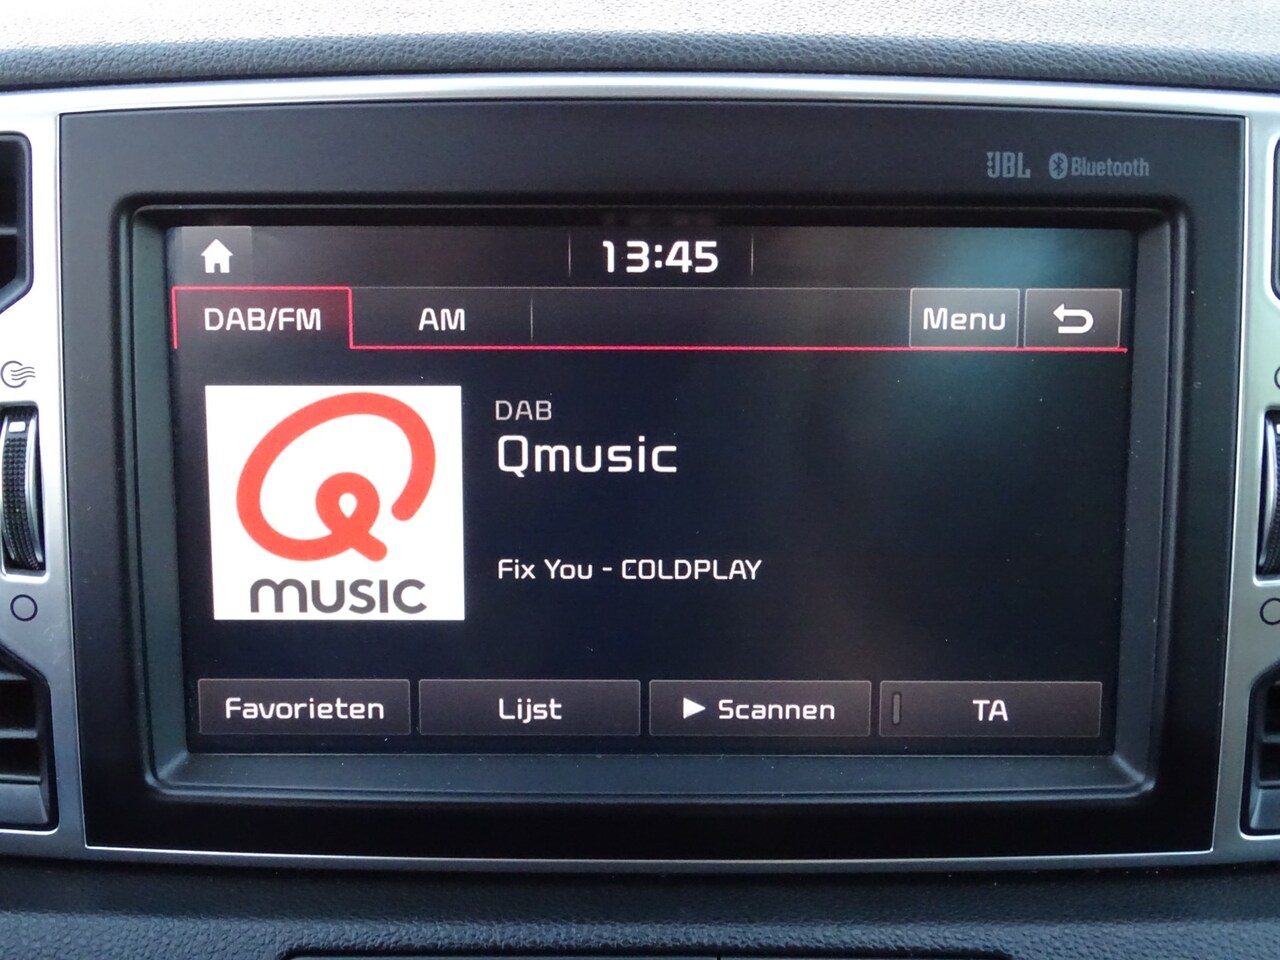 JBL Bluetooth
13:45
DAB/FM AM Menu
DAB
Qmusic
Fix You - COLDPLAY
MUSIC
Favorieten Lijst Scannen TA